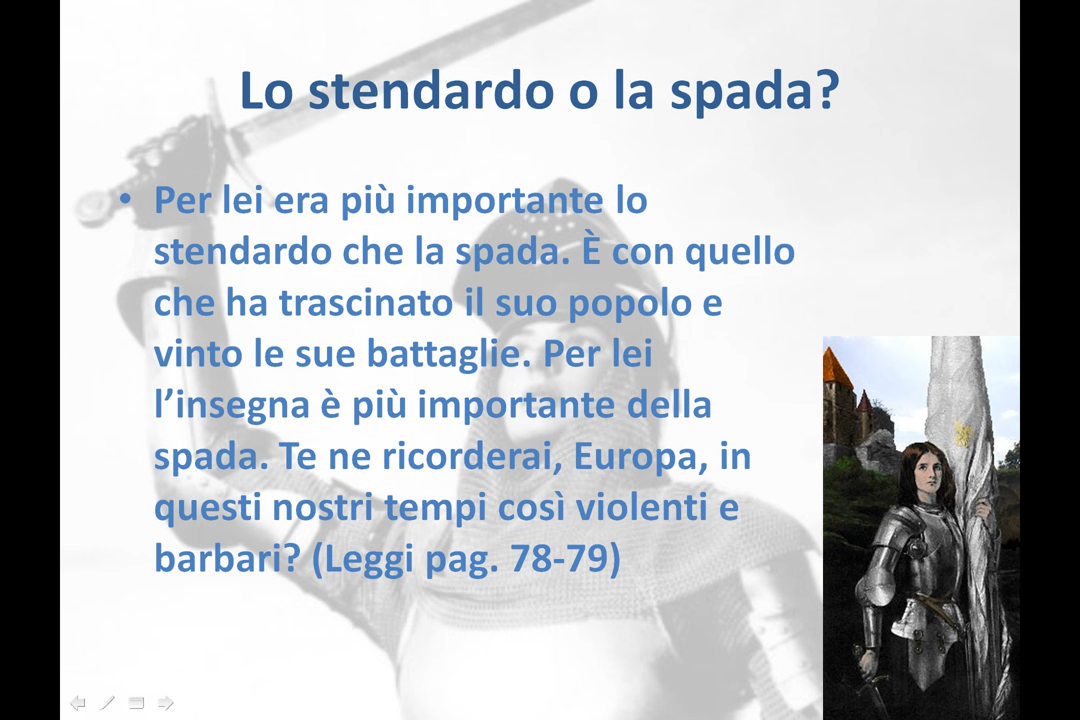 Lo stendardo o la spada?
• Per lei era più importante lo
stendardo che la spada. È con quello
che ha trascinato il suo popolo e
vinto le sue battaglie. Per lei
l’insegna è più importante della
spada. Te ne ricorderai, Europa, in
questi nostri tempi così violenti e
barbari? (Leggi pag. 78-79)